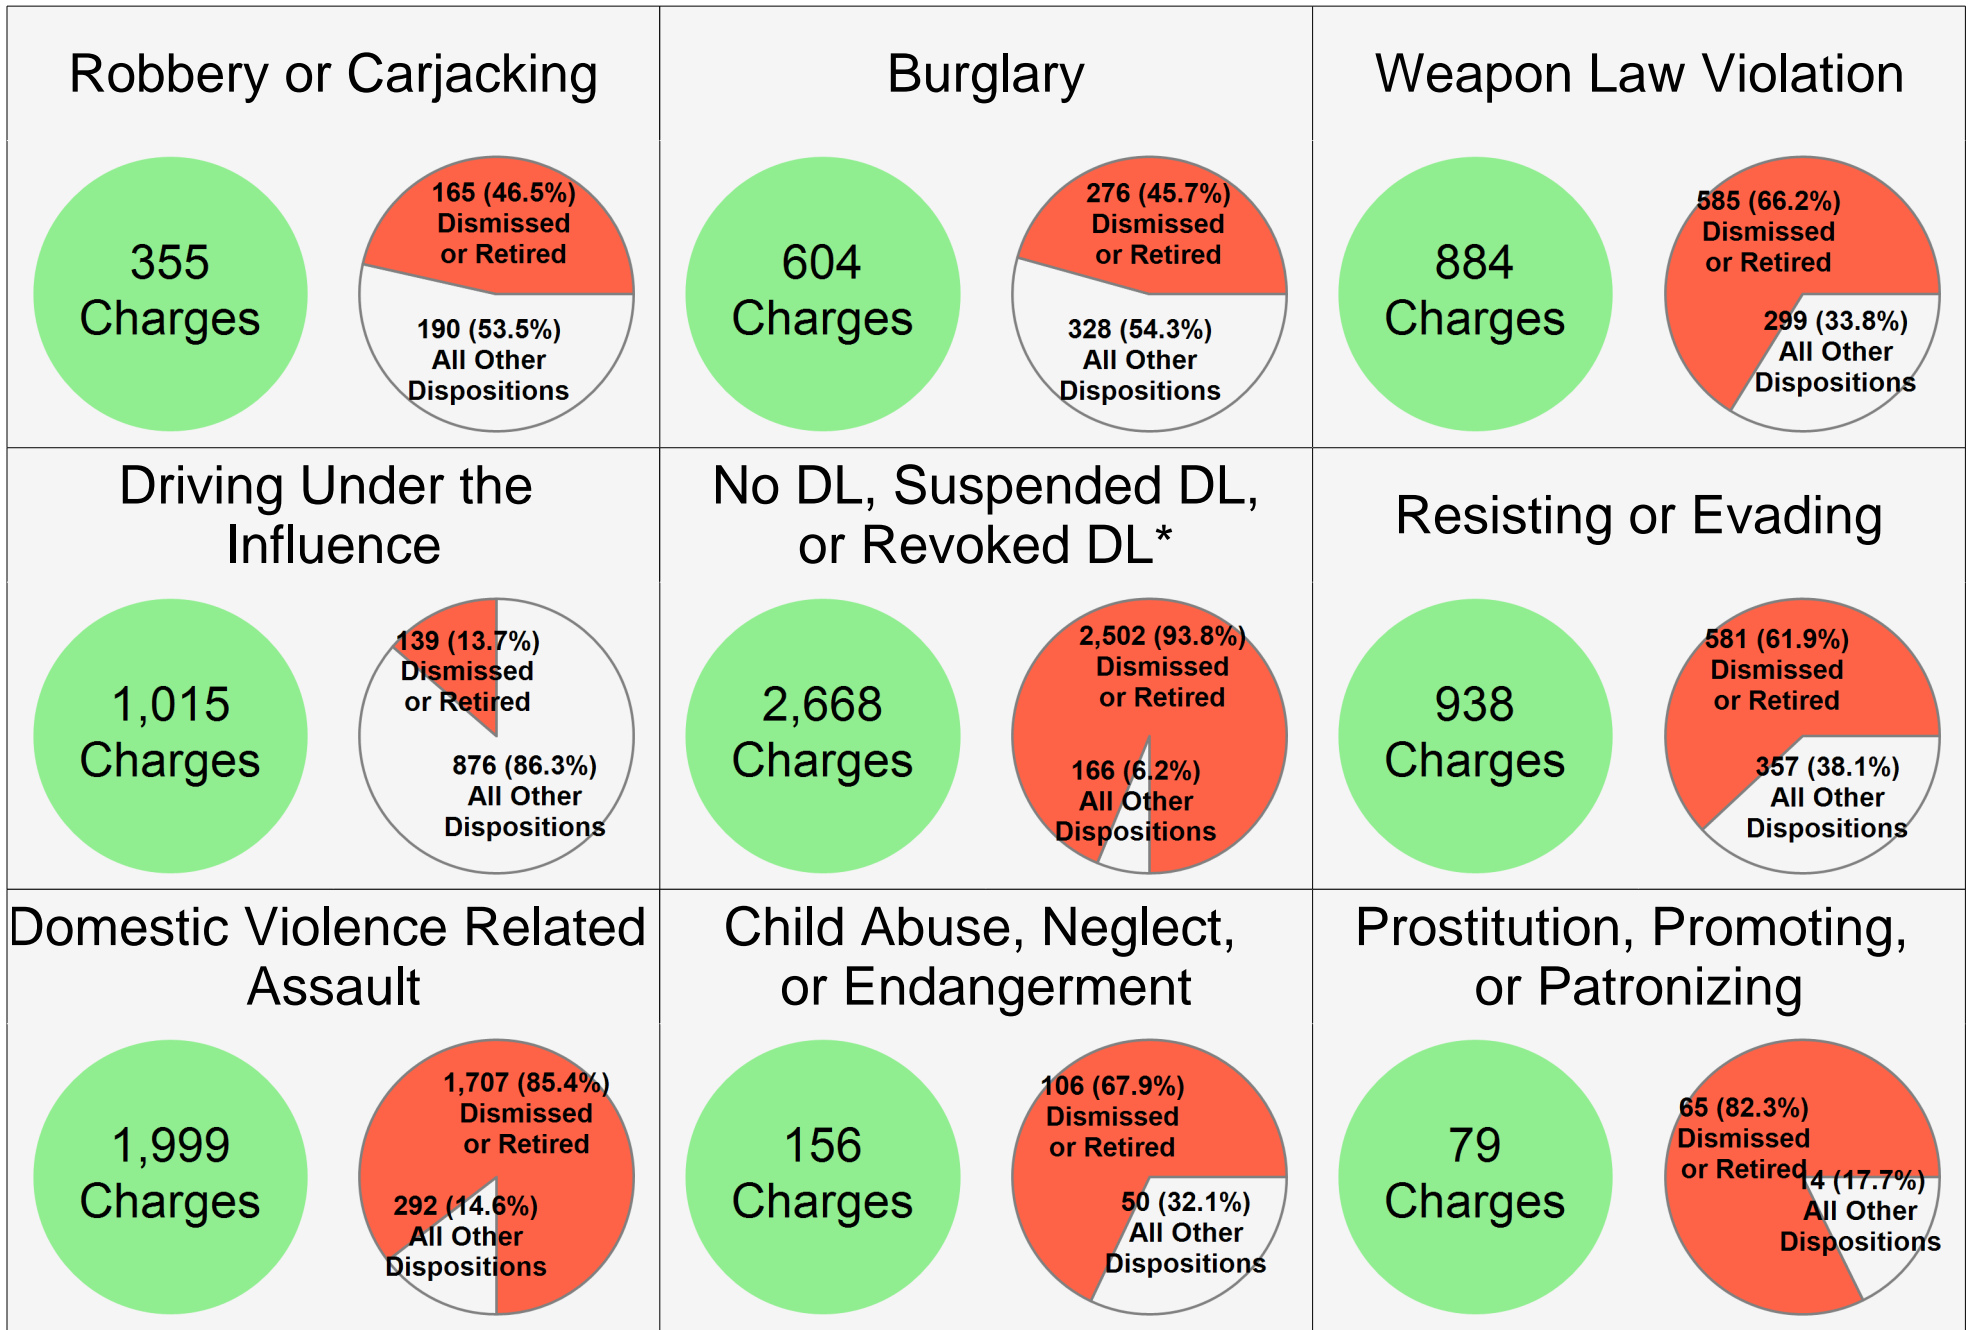 Robbery or Carjacking
355
Charges
165 (46.5%)
Dismissed
or Retired
190 (53.5%)
All Other
Dispositions
Burglary
604
Charges
276 (45.7%)
Dismissed
or Retired
328 (54.3%)
All Other
Dispositions
Weapon Law Violation
884
Charges
585 (66.2%)
Dismissed
or Retired
299 (33.8%)
All Other
Dispositions
Driving Under the
Influence
1,015
Charges
139 (13.7%)
Dismissed
or Retired
876 (86.3%)
All Other
Dispositions
No DL, Suspended DL,
or Revoked DL*
2,668
Charges
2,502 (93.8%)
Dismissed
or Retired
166 (6.2%)
All Other
Dispositions
Resisting or Evading
938
Charges
581 (61.9%)
Dismissed
or Retired
357 (38.1%)
All Other
Dispositions
Domestic Violence Related
Assault
1,999
Charges
1,707 (85.4%)
Dismissed
or Retired
292 (14.6%)
All Other
Dispositions
Child Abuse, Neglect,
or Endangerment
156
Charges
106 (67.9%)
Dismissed
or Retired
50 (32.1%)
All Other
Dispositions
Prostitution, Promoting,
or Patronizing
79
Charges
65 (82.3%)
Dismissed
or Retired
14 (17.7%)
All Other
Dispositions